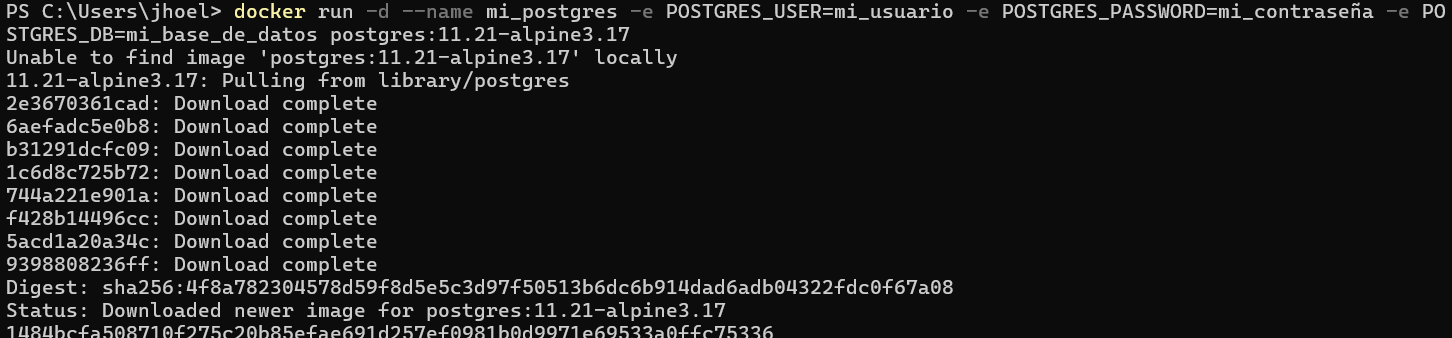 PS C:\Users\jhoel> docker run -d --name mi_postgres -e POSTGRES_USER=mi_usuario -e POSTGRES_PASSWORD=mi_contraseña -e PO
STGRES_DB=mi_base_de_datos postgres:11.21-alpine3.17
Unable to find image 'postgres:11.21-alpine3.17' locally
11.21-alpine3.17: Pulling from library/postgres
2e3670361cad: Download complete
6aefadc5e0b8: Download complete
b31291dcfc09: Download complete
1c6d8c725b72: Download complete
744a221e901a: Download complete
f428b14496cc: Download complete
5acd1a20a34c: Download complete
9398808236ff: Download complete
Digest: sha256:4f8a782304578d59f8d5e5c3d97f50513b6dc6b914dad6adb04322fdc0f67a08
Status: Downloaded newer image for postgres:11.21-alpine3.17
1484bcfa508710f275c20b85efae691d257ef0981b0d9971e69533a0ffc75336